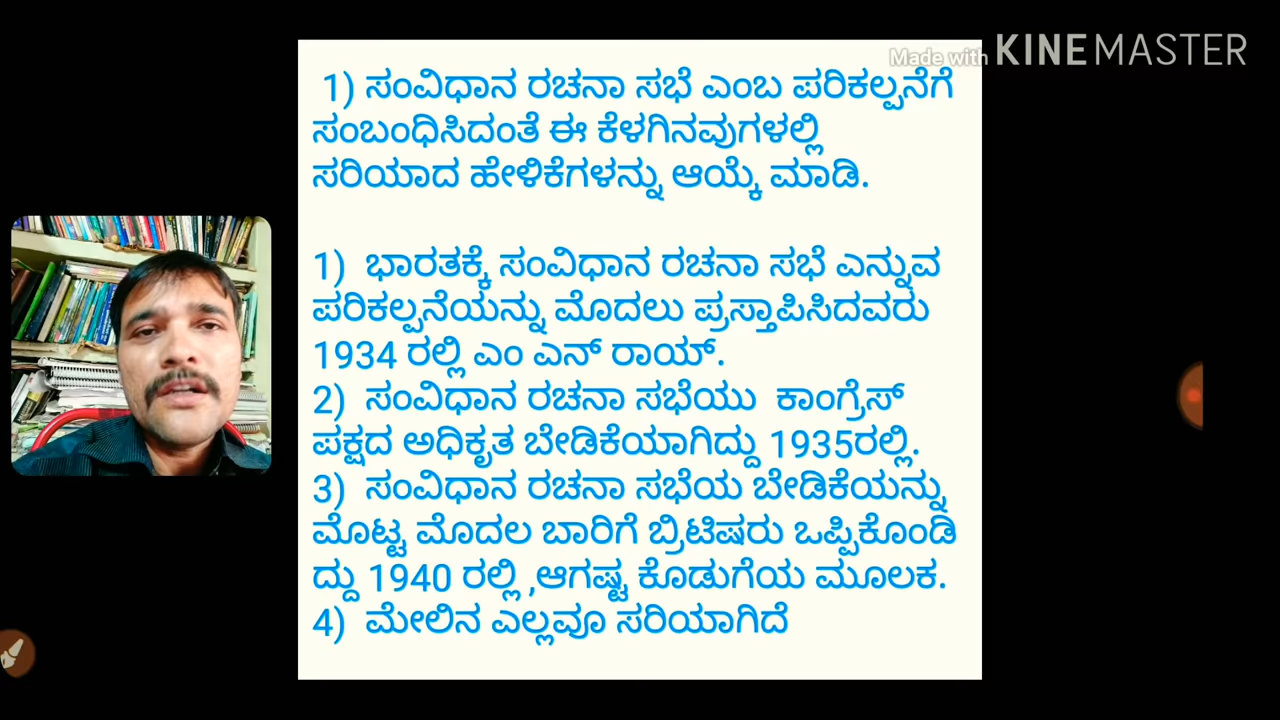 Made with KINEMASTER
1) ಸಂವಿಧಾನ ರಚನಾ ಸಭೆ ಎಂಬ ಪರಿಕಲ್ಪನೆಗೆ
ಸಂಬಂಧಿಸಿದಂತೆ ಈ ಕೆಳಗಿನವುಗಳಲ್ಲಿ
ಸರಿಯಾದ ಹೇಳಿಕೆಗಳನ್ನು ಆಯ್ಕೆ ಮಾಡಿ.
1) ಭಾರತಕ್ಕೆ ಸಂವಿಧಾನ ರಚನಾ ಸಭೆ ಎನ್ನುವ
ಪರಿಕಲ್ಪನೆಯನ್ನು ಮೊದಲು ಪ್ರಸ್ತಾಪಿಸಿದವರು
1934 ರಲ್ಲಿ ಎಂ ಎನ್ ರಾಯ್.
2) ಸಂವಿಧಾನ ರಚನಾ ಸಭೆಯು ಕಾಂಗ್ರೆಸ್
ಪಕ್ಷದ ಅಧಿಕೃತ ಬೇಡಿಕೆಯಾಗಿದ್ದು 1935ರಲ್ಲಿ.
3) ಸಂವಿಧಾನ ರಚನಾ ಸಭೆಯ ಬೇಡಿಕೆಯನ್ನು
ಮೊಟ್ಟ ಮೊದಲ ಬಾರಿಗೆ ಬ್ರಿಟಿಷರು ಒಪ್ಪಿಕೊಂಡಿ
ದ್ದು 1940 ರಲ್ಲಿ ,ಆಗಷ್ಟ ಕೊಡುಗೆಯ ಮೂಲಕ.
4) ಮೇಲಿನ ಎಲ್ಲವೂ ಸರಿಯಾಗಿದೆ